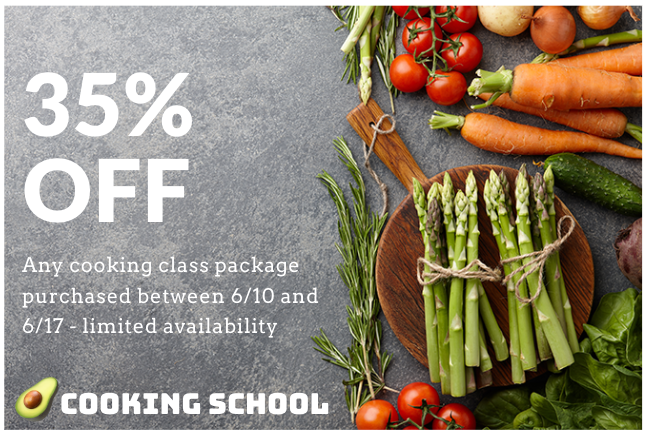 35%
OFF
Any cooking class package
purchased between 6/10 and
6/17 - limited availability
COOKING SCHOOL